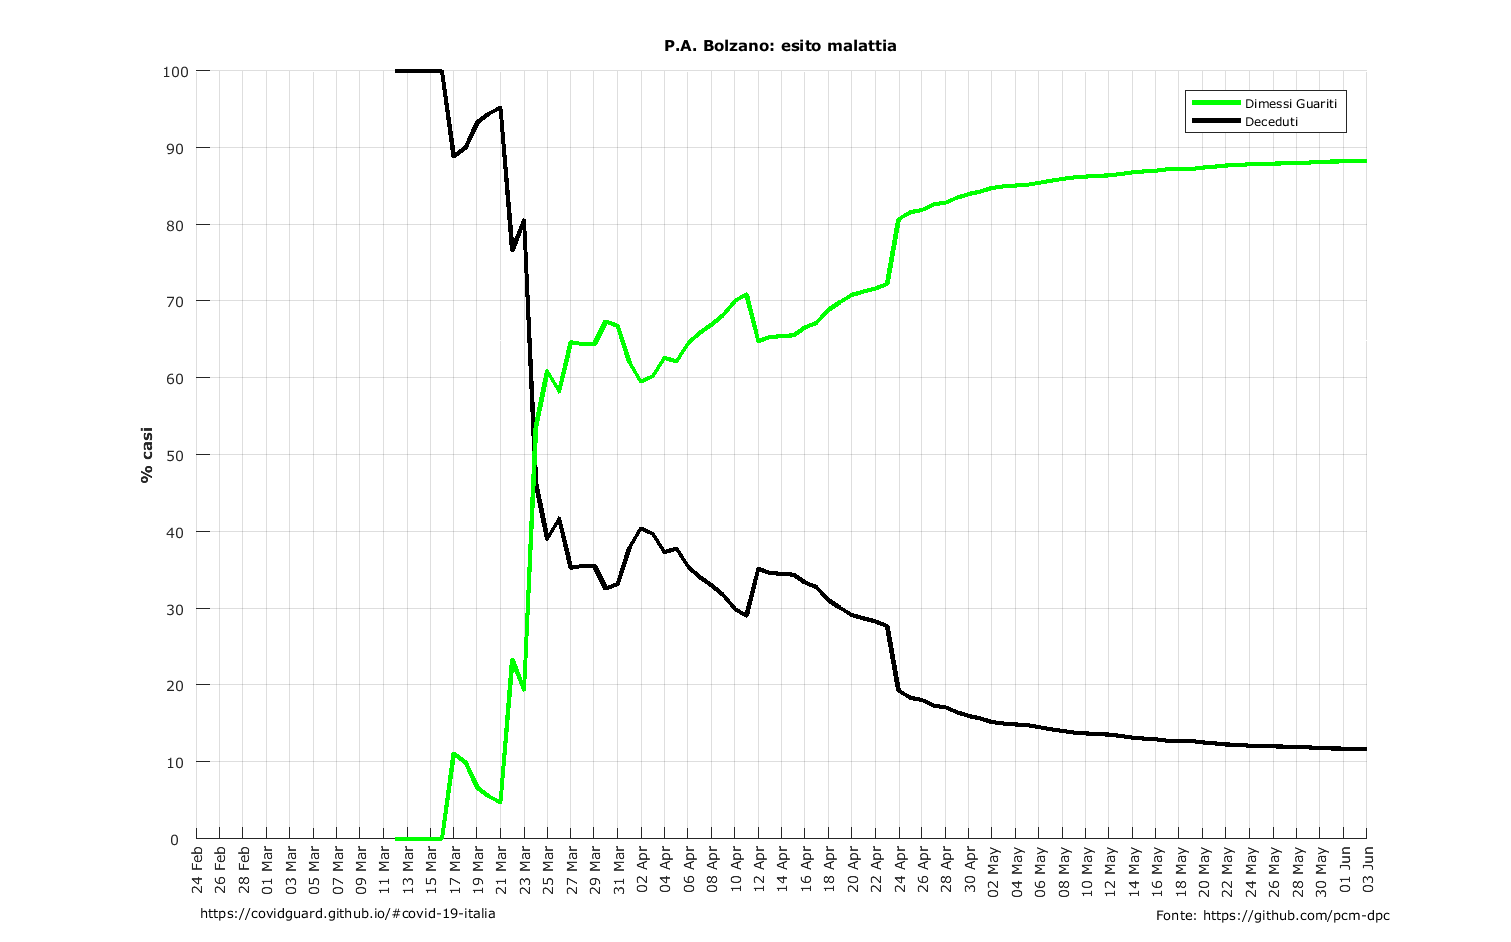 P.A. Bolzano: esito malattia
Dimessi Guariti
Deceduti
% casi
100
90
80
70
60
50
40
30
20
10
0
24 Feb
26 Feb
28 Feb
01 Mar
03 Mar
05 Mar
07 Mar
09 Mar
11 Mar
13 Mar
15 Mar
17 Mar
19 Mar
21 Mar
23 Mar
25 Mar
27 Mar
29 Mar
31 Mar
02 Apr
04 Apr
06 Apr
08 Apr
10 Apr
12 Apr
14 Apr
16 Apr
18 Apr
20 Apr
22 Apr
24 Apr
26 Apr
28 Apr
30 Apr
02 May
04 May
06 May
08 May
10 May
12 May
14 May
16 May
18 May
20 May
22 May
24 May
26 May
28 May
30 May
01 Jun
03 Jun
https://covidguard.github.io/#covid-19-italia
Fonte: https://github.com/pcm-dpc